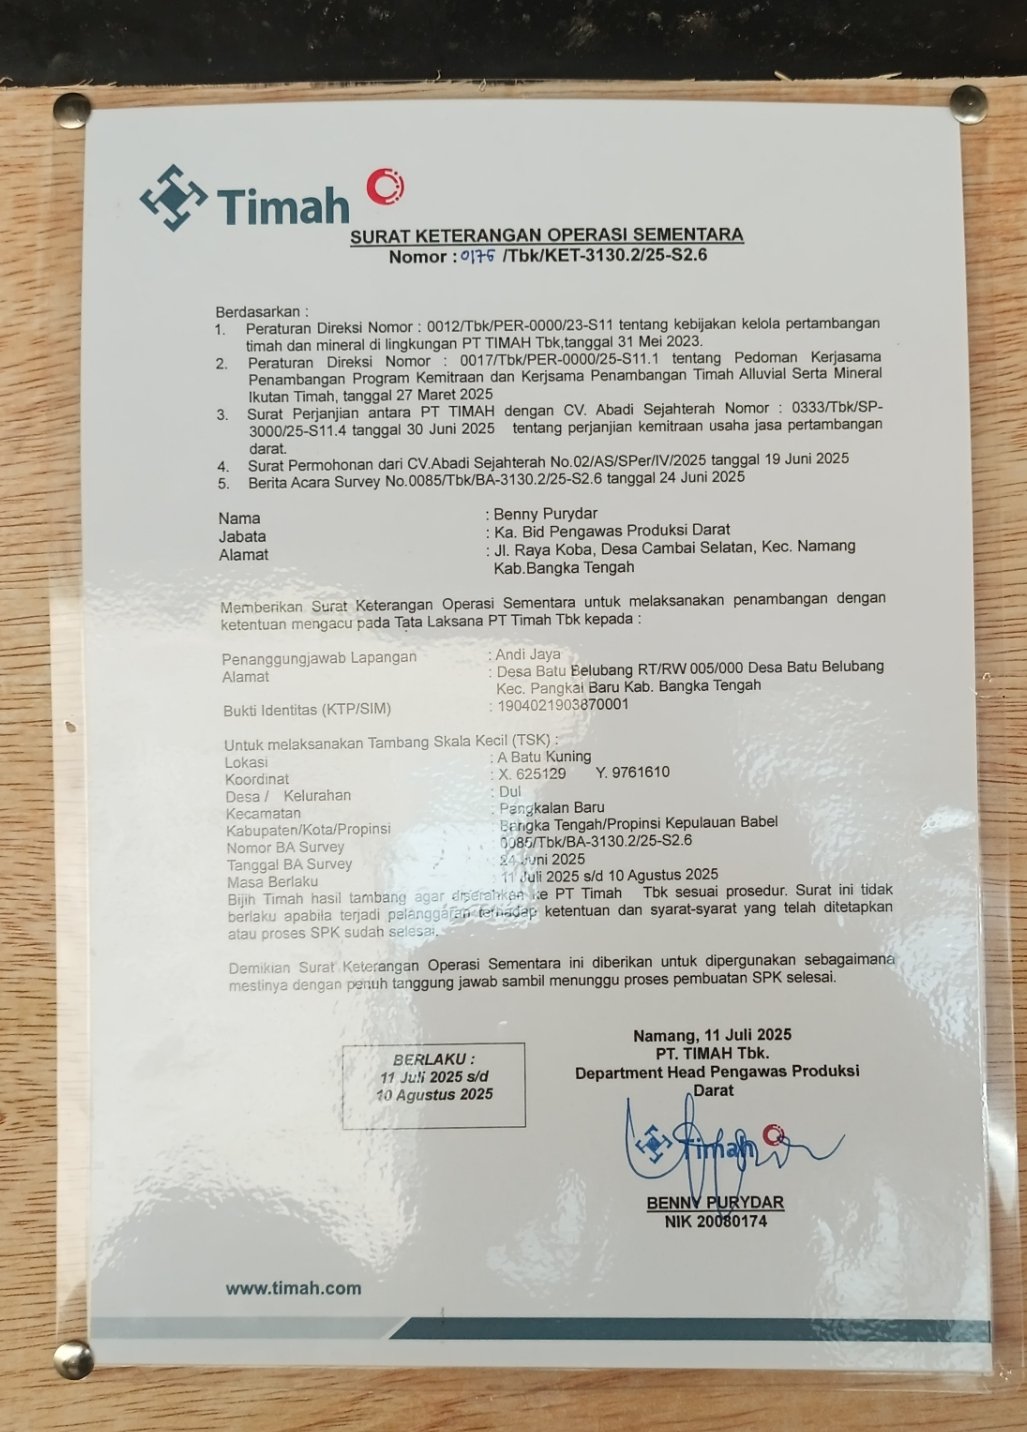 Timah
SURAT KETERANGAN OPERASI SEMENTARA
Nomor : 0175 /Tbk/KET-3130.2/25-S2.6
Berdasarkan :
1. Peraturan Direksi Nomor : 0012/Tbk/PER-0000/23-S11 tentang kebijakan kelola pertambangan
timah dan mineral di lingkungan PT TIMAH Tbk,tanggal 31 Mei 2023.
2. Peraturan Direksi Nomor : 0017/Tbk/PER-0000/25-S11.1 tentang Pedoman Kerjasama
Penambangan Program Kemitraan dan Kerjsama Penambangan Timah Alluvial Serta Mineral
Ikutan Timah, tanggal 27 Maret 2025
3. Surat Perjanjian antara PT TIMAH dengan CV. Abadi Sejahterah Nomor : 0333/Tbk/SP-
3000/25-S11.4 tanggal 30 Juni 2025 tentang perjanjian kemitraan usaha jasa pertambangan
darat.
4. Surat Permohonan dari CV.Abadi Sejahterah No.02/AS/SPer/IV/2025 tanggal 19 Juni 2025
5. Berita Acara Survey No.0085/Tbk/BA-3130.2/25-S2.6 tanggal 24 Juni 2025
Nama : Benny Purydar
Jabata : Ka. Bid Pengawas Produksi Darat
Alamat : Jl. Raya Koba, Desa Cambai Selatan, Kec. Namang
Kab.Bangka Tengah
Memberikan Surat Keterangan Operasi Sementara untuk melaksanakan penambangan dengan
ketentuan mengacu pada Tata Laksana PT Timah Tbk kepada :
Penanggungjawab Lapangan : Andi Jaya
Alamat : Desa Batu Belubang RT/RW 005/000 Desa Batu Belubang
Kec. Pangkal Baru Kab. Bangka Tengah
Bukti Identitas (KTP/SIM) : 1904021903870001
Untuk melaksanakan Tambang Skala Kecil (TSK) :
Lokasi : A Batu Kuning
Koordinat : X. 625129 Y. 9761610
Desa / Kelurahan : Dul
Kecamatan : Pangkalan Baru
Kabupaten/Kota/Propinsi : Bangka Tengah/Propinsi Kepulauan Babel
Nomor BA Survey : 0085/Tbk/BA-3130.2/25-S2.6
Tanggal BA Survey : 24 Juni 2025
Masa Berlaku : 11 Juli 2025 s/d 10 Agustus 2025
Bijih Timah hasil tambang agar diserahkan ke PT Timah Tbk sesuai prosedur. Surat ini tidak
berlaku apabila terjadi pelanggaran terhadap ketentuan dan syarat-syarat yang telah ditetapkan
atau proses SPK sudah selesai.
Demikian Surat Keterangan Operasi Sementara ini diberikan untuk dipergunakan sebagaimana
mestinya dengan penuh tanggung jawab sambil menunggu proses pembuatan SPK selesai.
BERLAKU :
11 Juli 2025 s/d
10 Agustus 2025
Namang, 11 Juli 2025
PT. TIMAH Tbk.
Department Head Pengawas Produksi
Darat
Timah
BENNY PURYDAR
NIK 20080174
www.timah.com